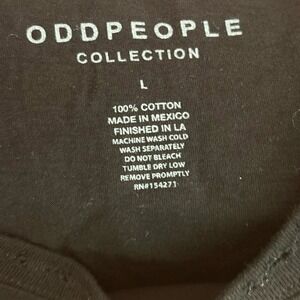 ODDPEOPLE
COLLECTION
L
100% COTTON
MADE IN MEXICO
FINISHED IN LA
MACHINE WASH COLD
WASH SEPARATELY
DO NOT BLEACH
TUMBLE DRY LOW
REMOVE PROMPTLY
RN#154271